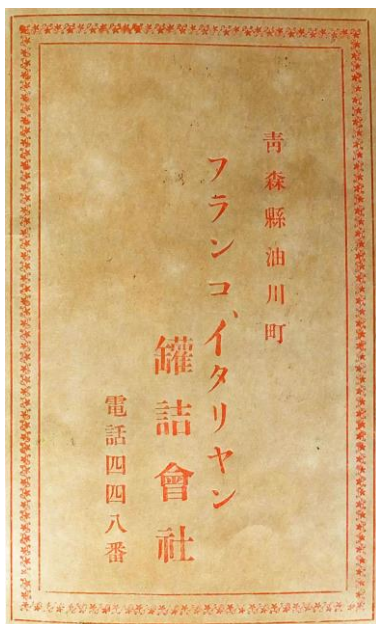 青森縣油川町
フランコ、イタリヤン
罐詰會社
電話四四八番